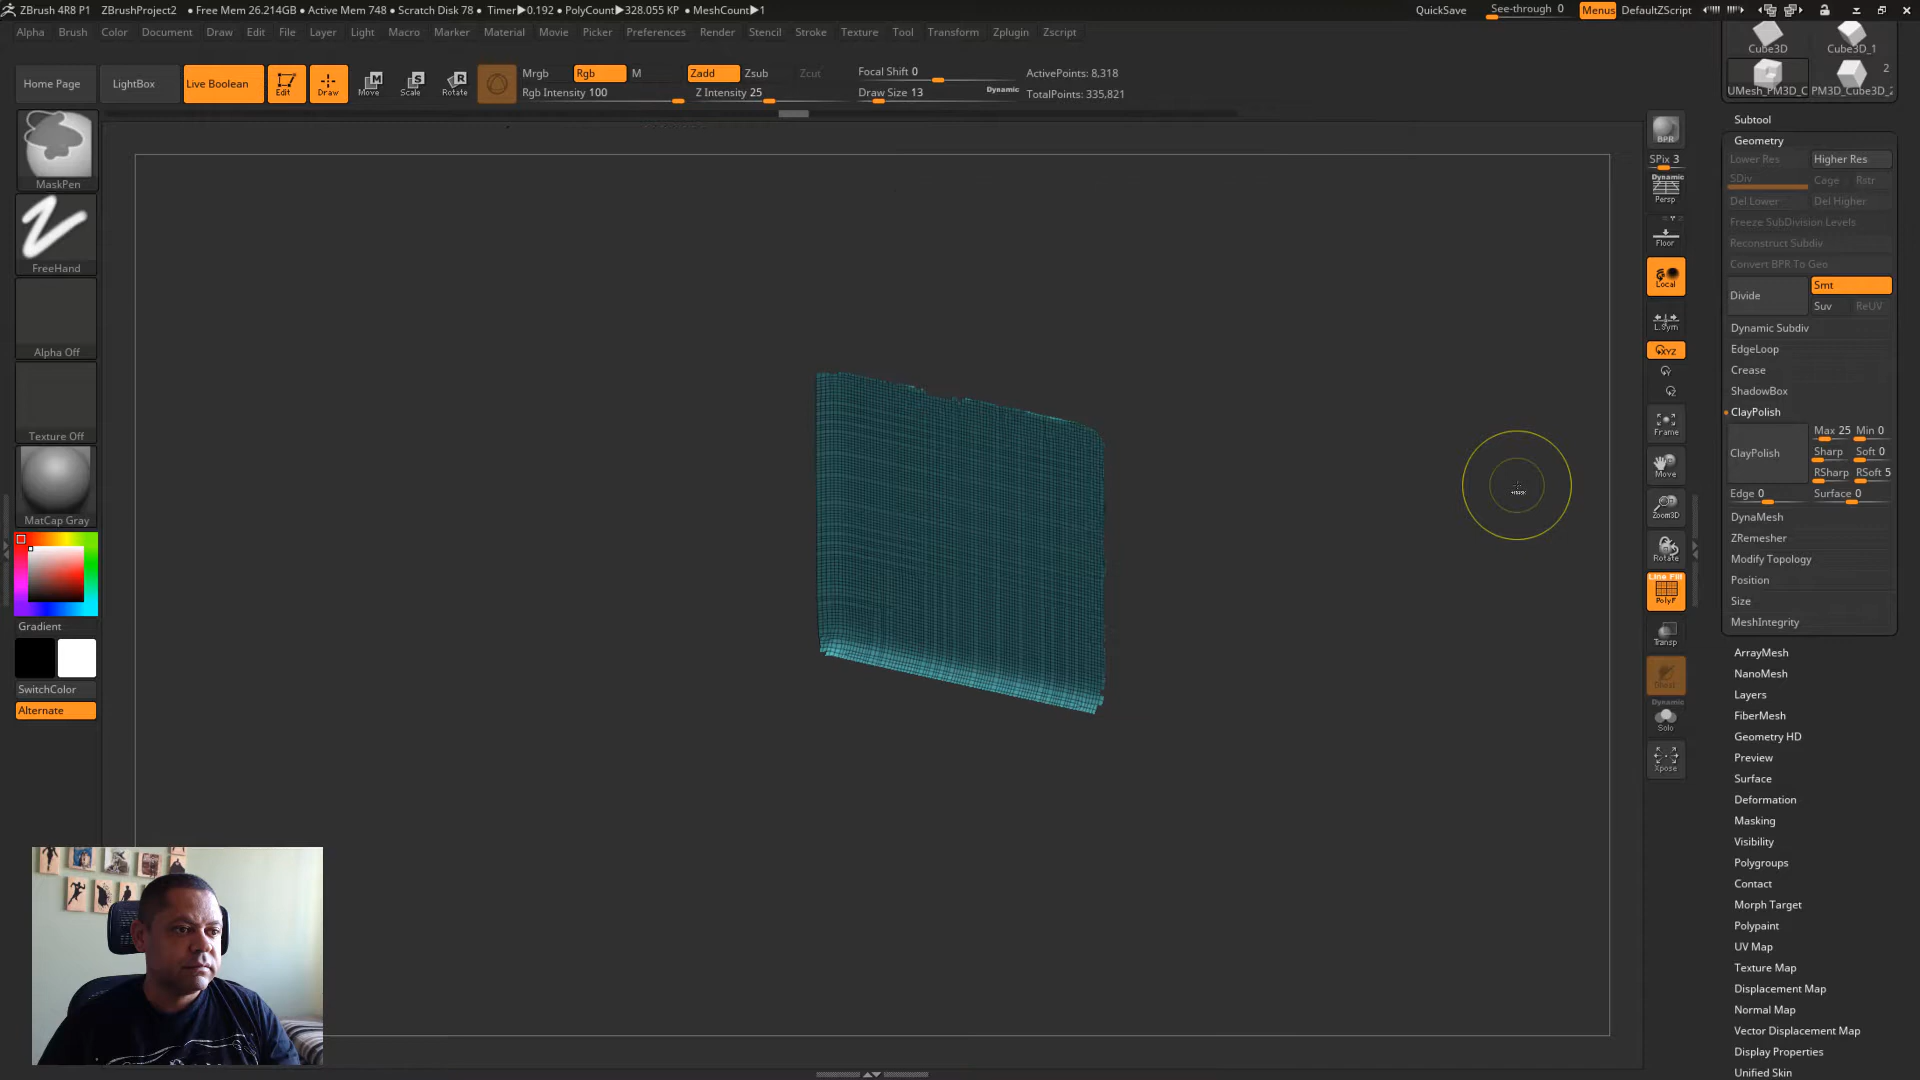 ZBrush 4R8 P1 ZBrushProject2 • Free Mem 26.214GB • Active Mem 748 • Scratch Disk 78 • Timer▶0.192 • PolyCount▶328.055 KP • MeshCount▶1 QuickSave See-through 0 Menus DefaultZScript
Alpha Brush Color Document Draw Edit File Layer Light Macro Marker Material Movie Picker Preferences Render Stencil Stroke Texture Tool Transform Zplugin Zscript
Home Page LightBox Live Boolean Edit Draw Move Scale Rotate
Mrgb Rgb M Zadd Zsub Zcut Focal Shift 0 ActivePoints: 8,318
Rgb Intensity 100 Z Intensity 25 Draw Size 13 Dynamic TotalPoints: 335,821
MaskPen
FreeHand
Alpha Off
Texture Off
MatCap Gray
Gradient
SwitchColor
Alternate
BPR
SPix 3
Dynamic
Persp
Floor
Local
L.Sym
XYZ
Frame
Move
Zoom3D
Rotate
Line Fill
PolyF
Transp
Ghost
Dynamic
Solo
Xpose
Cube3D Cube3D_1
2
UMesh_PM3D_C PM3D_Cube3D_2
Subtool
Geometry
Lower Res Higher Res
SDiv Cage Rstr
Del Lower Del Higher
Freeze SubDivision Levels
Reconstruct Subdiv
Convert BPR To Geo
Divide Smt
Suv ReUV
Dynamic Subdiv
EdgeLoop
Crease
ShadowBox
ClayPolish
ClayPolish Max 25 Min 0
Sharp Soft 0
RSharp RSoft 5
Edge 0 Surface 0
DynaMesh
ZRemesher
Modify Topology
Position
Size
MeshIntegrity
ArrayMesh
NanoMesh
Layers
FiberMesh
Geometry HD
Preview
Surface
Deformation
Masking
Visibility
Polygroups
Contact
Morph Target
Polypaint
UV Map
Texture Map
Displacement Map
Normal Map
Vector Displacement Map
Display Properties
Unified Skin